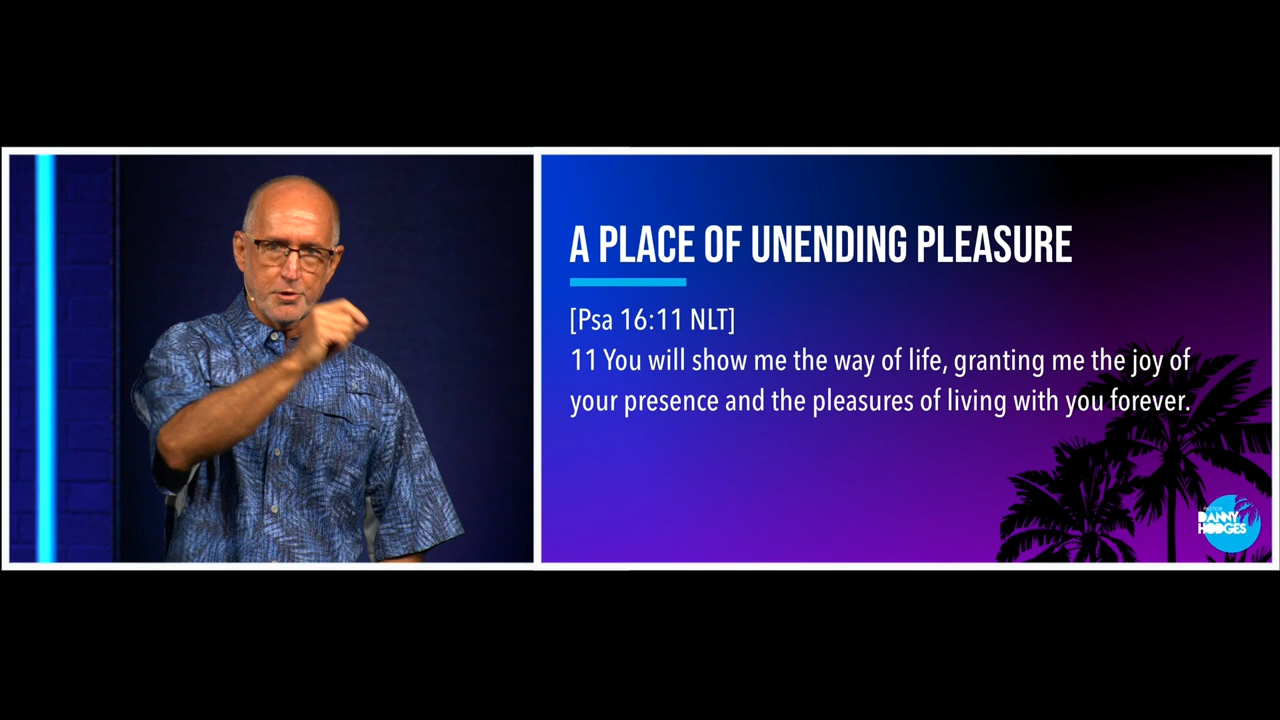 A PLACE OF UNENDING PLEASURE
[Psa 16:11 NLT]
11 You will show me the way of life, granting me the joy of
your presence and the pleasures of living with you forever.
PASTOR
DANNY
HODGES